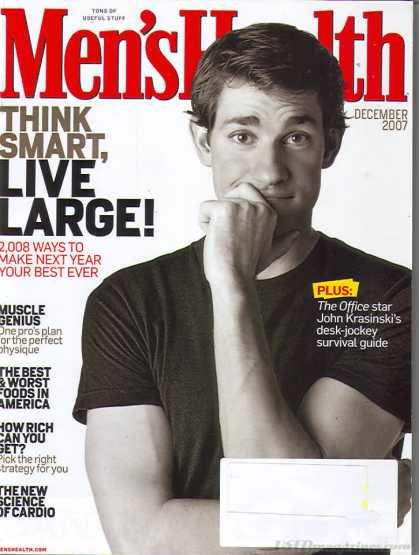 TONS OF
USEFUL STUFF
Men'sHealth
DECEMBER
2007
THINK
SMART,
LIVE
LARGE!
2,008 WAYS TO
MAKE NEXT YEAR
YOUR BEST EVER
MUSCLE
GENIUS
One pro's plan
for the perfect
physique
THE BEST
& WORST
FOODS IN
AMERICA
HOW RICH
CAN YOU
GET?
Pick the right
strategy for you
THE NEW
SCIENCE
OF CARDIO
ENSHEALTH.COM
PLUS:
The Office star
John Krasinski's
desk-jockey
survival guide